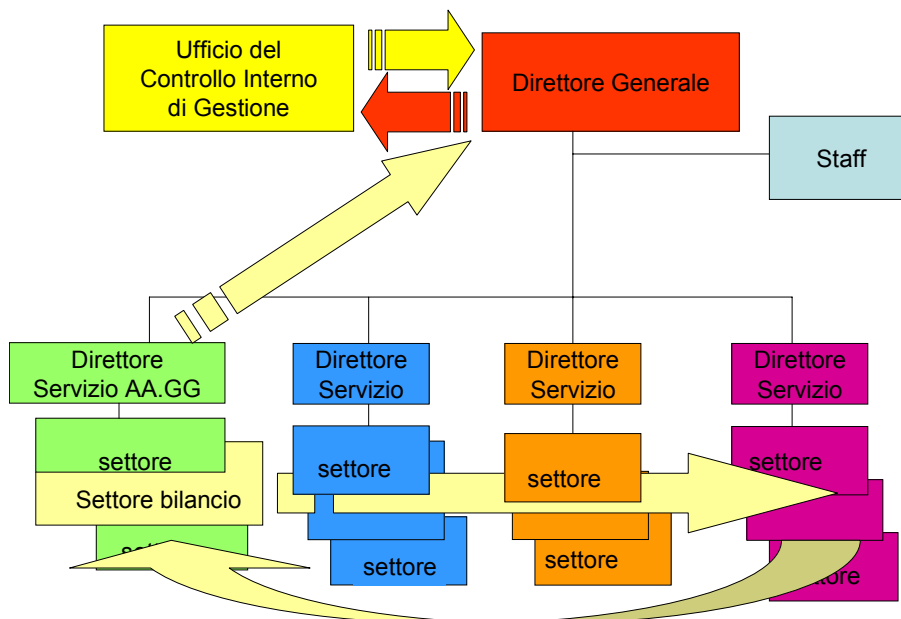 Ufficio del
Controllo Interno
di Gestione
Direttore Generale
Staff
Direttore
Servizio AA.GG
Direttore
Servizio
Direttore
Servizio
Direttore
Servizio
settore
settore
settore
settore
Settore bilancio
settore
settore